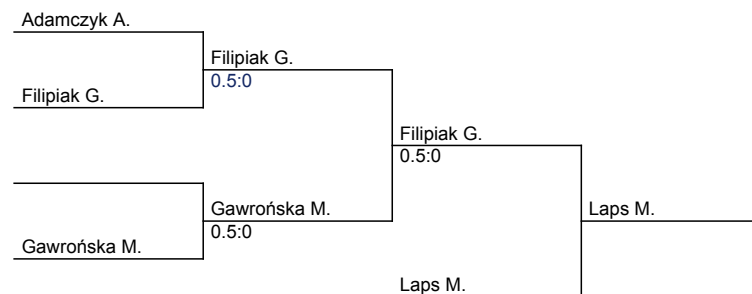 Adamczyk A.
Filipiak G.
0.5:0
Filipiak G.
Filipiak G.
0.5:0
Gawrońska M.
0.5:0
Laps M.
Gawrońska M.
Laps M.